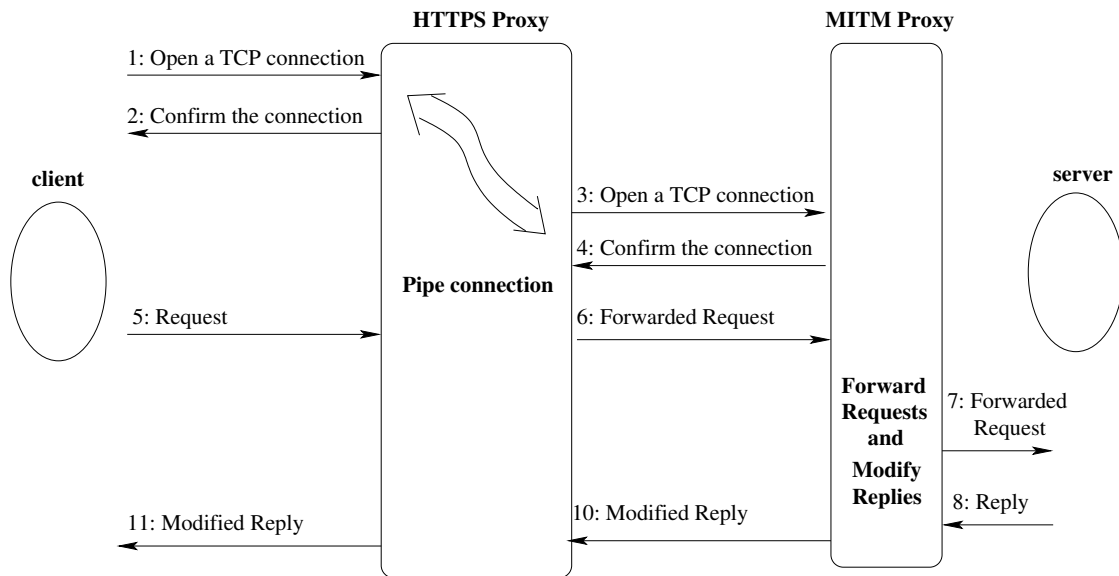 HTTPS Proxy
MITM Proxy
1: Open a TCP connection
2: Confirm the connection
client
server
3: Open a TCP connection
4: Confirm the connection
Pipe connection
5: Request
6: Forwarded Request
Forward
Requests
and
Modify
Replies
7: Forwarded
Request
8: Reply
10: Modified Reply
11: Modified Reply